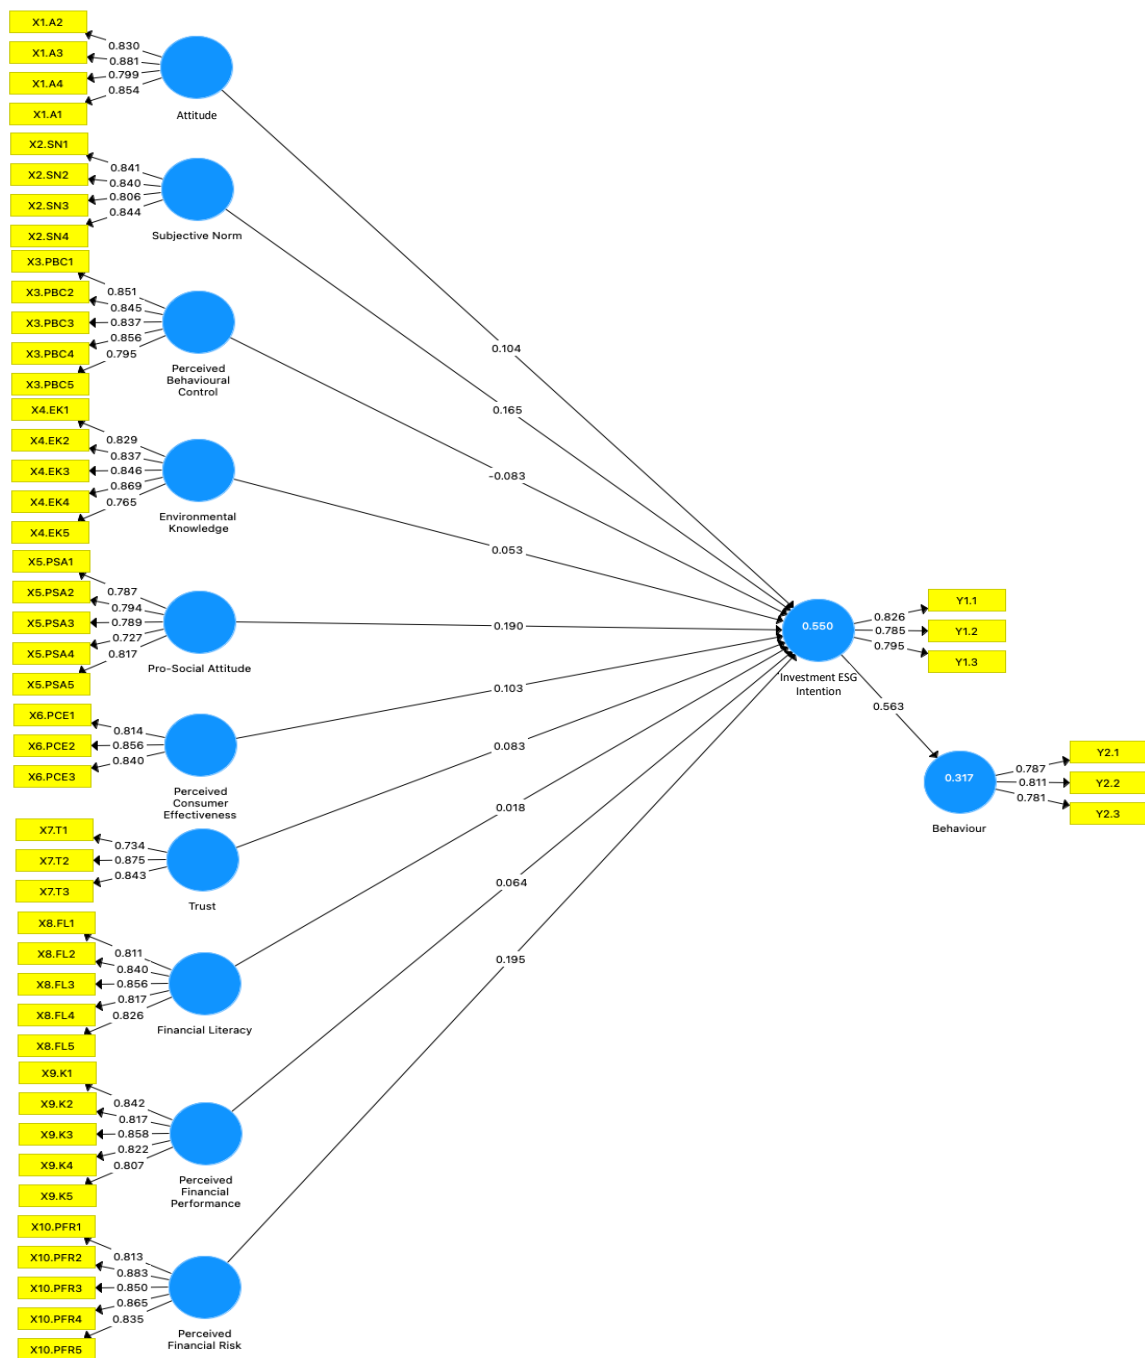 X1.A2
0.830
X1.A3
0.881
X1.A4
0.799
0.854
X1.A1
Attitude
X2.SN1
0.841
X2.SN2
0.840
X2.SN3
0.806
0.844
X2.SN4
Subjective Norm
X3.PBC1
0.851
X3.PBC2
0.845
X3.PBC3
0.837
0.856
X3.PBC4
0.795
X3.PBC5
Perceived
Behavioural
Control
X4.EK1
0.829
X4.EK2
0.837
X4.EK3
0.846
0.869
X4.EK4
0.765
X4.EK5
Environmental
Knowledge
X5.PSA1
0.787
X5.PSA2
0.794
X5.PSA3
0.789
0.727
X5.PSA4
0.817
X5.PSA5
Pro-Social Attitude
X6.PCE1
0.814
X6.PCE2
0.856
0.840
X6.PCE3
Perceived
Consumer
Effectiveness
X7.T1
0.734
X7.T2
0.875
0.843
X7.T3
Trust
X8.FL1
0.811
X8.FL2
0.840
X8.FL3
0.856
0.817
X8.FL4
0.826
X8.FL5
Financial Literacy
X9.K1
0.842
X9.K2
0.817
X9.K3
0.858
0.822
X9.K4
0.807
X9.K5
Perceived
Financial
Performance
X10.PFR1
0.813
X10.PFR2
0.883
X10.PFR3
0.850
0.865
X10.PFR4
0.835
X10.PFR5
Perceived
Financial Risk
0.104
0.165
-0.083
0.053
0.190
0.103
0.083
0.018
0.064
0.195
0.550
Investment ESG
Intention
0.826
0.785
0.795
Y1.1
Y1.2
Y1.3
0.563
0.317
Behaviour
0.787
0.811
0.781
Y2.1
Y2.2
Y2.3